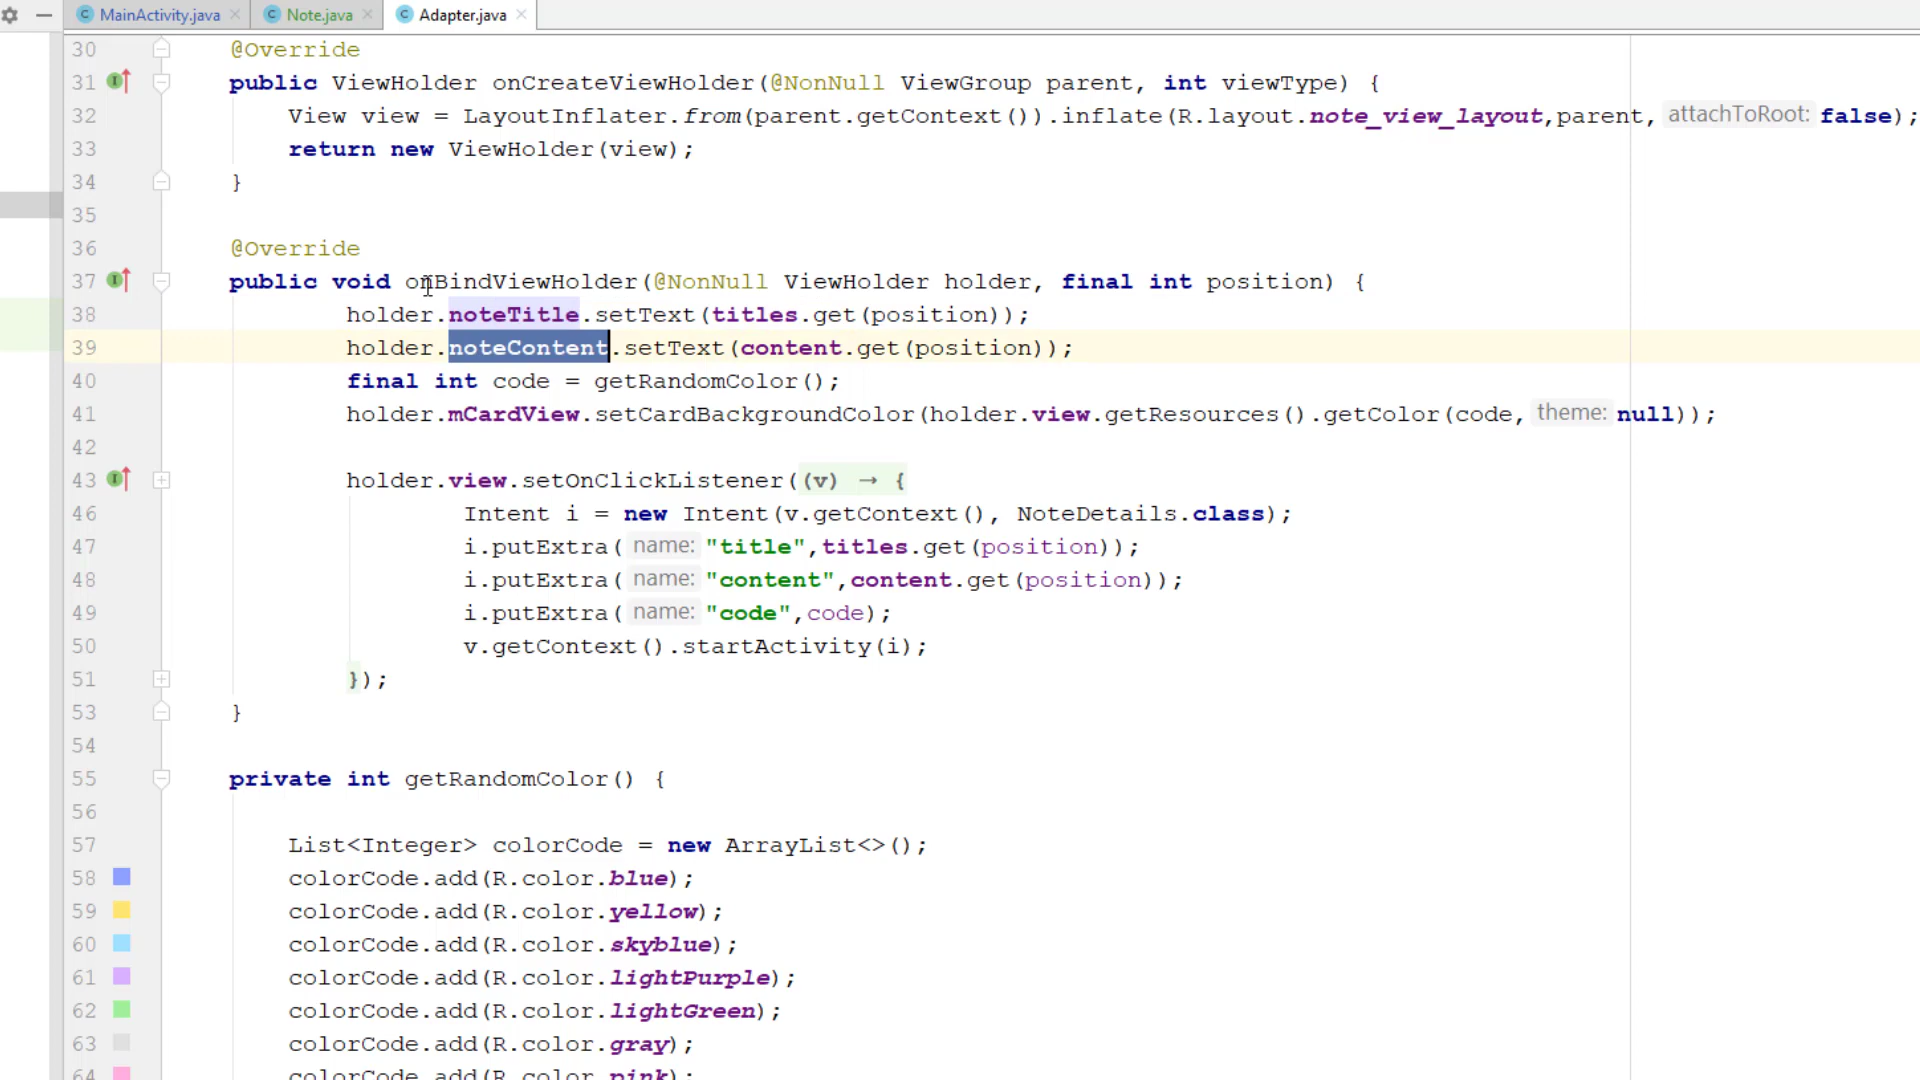 MainActivity.java Note.java Adapter.java
30 @Override
31 public ViewHolder onCreateViewHolder(@NonNull ViewGroup parent, int viewType) {
32 View view = LayoutInflater.from(parent.getContext()).inflate(R.layout.note_view_layout,parent, attachToRoot: false);
33 return new ViewHolder(view);
34 }
35
36 @Override
37 public void onBindViewHolder(@NonNull ViewHolder holder, final int position) {
38 holder.noteTitle.setText(titles.get(position));
39 holder.noteContent.setText(content.get(position));
40 final int code = getRandomColor();
41 holder.mCardView.setCardBackgroundColor(holder.view.getResources().getColor(code, theme: null));
42
43 holder.view.setOnClickListener((v) → {
46 Intent i = new Intent(v.getContext(), NoteDetails.class);
47 i.putExtra( name: "title",titles.get(position));
48 i.putExtra( name: "content",content.get(position));
49 i.putExtra( name: "code",code);
50 v.getContext().startActivity(i);
51 });
53 }
54
55 private int getRandomColor() {
56
57 List<Integer> colorCode = new ArrayList<>();
58 colorCode.add(R.color.blue);
59 colorCode.add(R.color.yellow);
60 colorCode.add(R.color.skyblue);
61 colorCode.add(R.color.lightPurple);
62 colorCode.add(R.color.lightGreen);
63 colorCode.add(R.color.gray);
64 colorCode.add(R.color.pink);